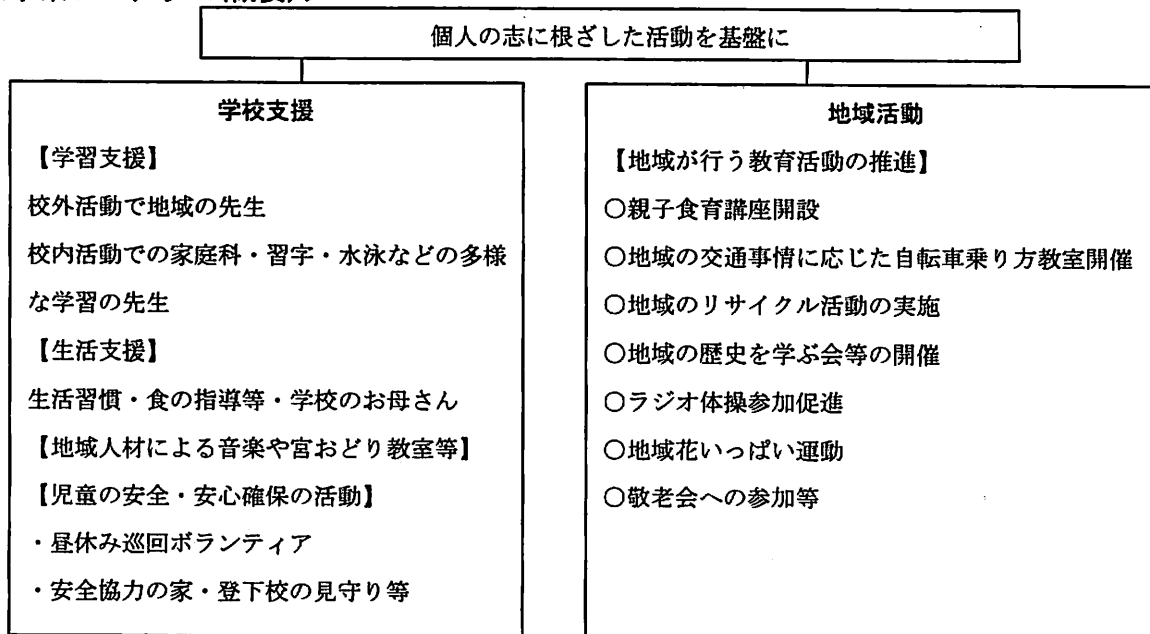 個人の志に根ざした活動を基盤に
学校支援
【学習支援】
校外活動で地域の先生
校内活動での家庭科・習字・水泳などの多様
な学習の先生
【生活支援】
生活習慣・食の指導等・学校のお母さん
【地域人材による音楽や宮おどり教室等】
【児童の安全・安心確保の活動】
・昼休み巡回ボランティア
・安全協力の家・登下校の見守り等
地域活動
【地域が行う教育活動の推進】
○親子食育講座開設
○地域の交通事情に応じた自転車乗り方教室開催
○地域のリサイクル活動の実施
○地域の歴史を学ぶ会等の開催
○ラジオ体操参加促進
○地域花いっぱい運動
○敬老会への参加等